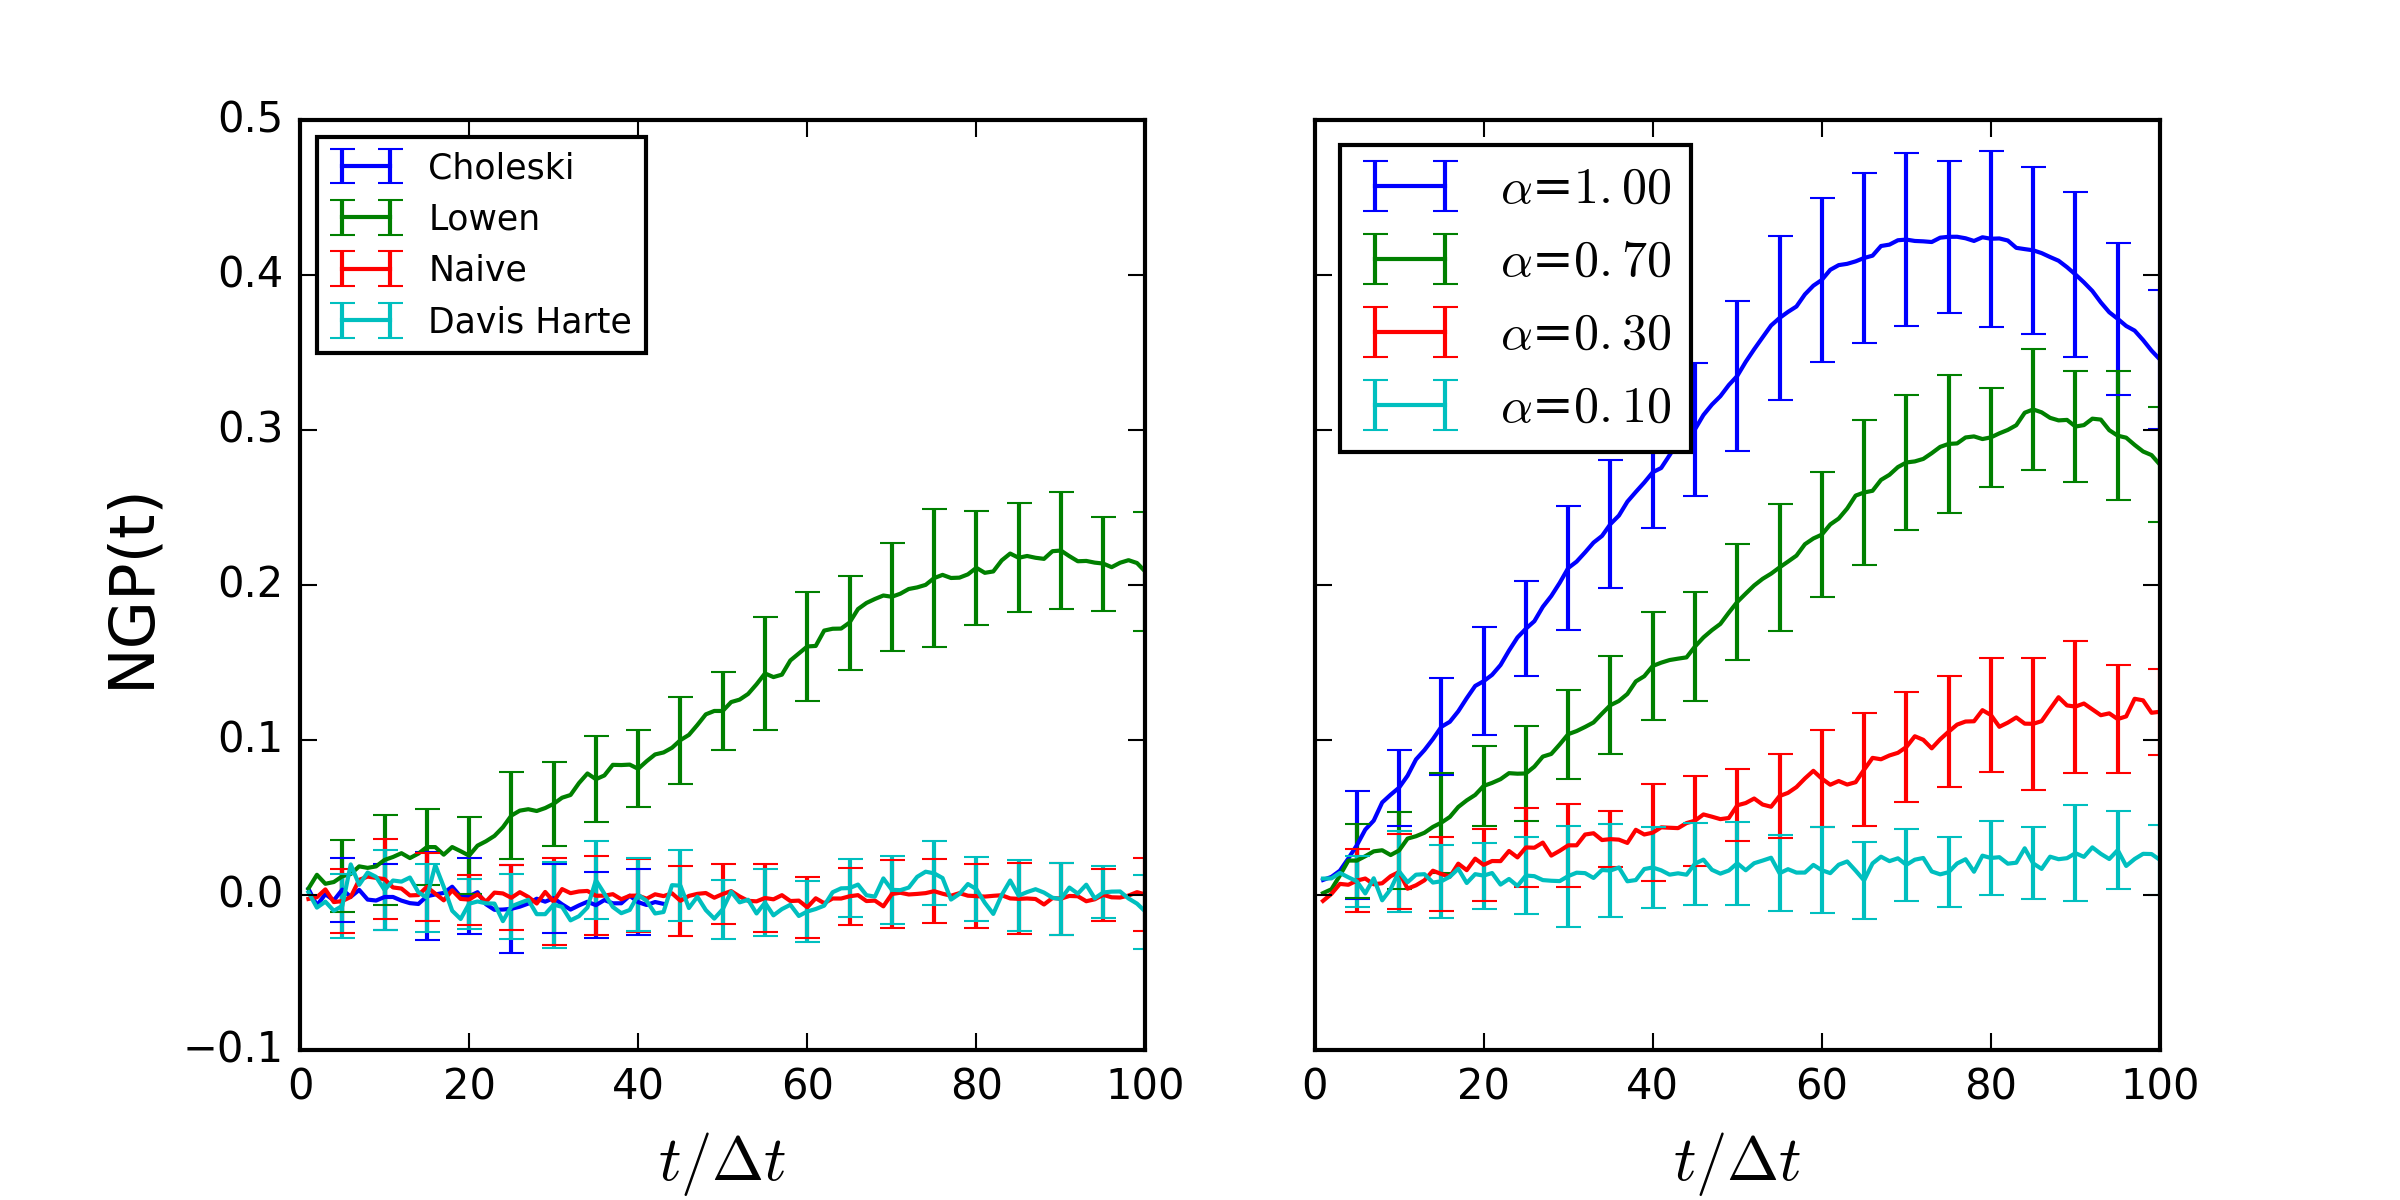 NGP(t)
0.5
0.4
0.3
0.2
0.1
0.0
−0.1
Choleski
Lowen
Naive
Davis Harte
0 20 40 60 80 100
t/Δt
α=1.00
α=0.70
α=0.30
α=0.10
0 20 40 60 80 100
t/Δt